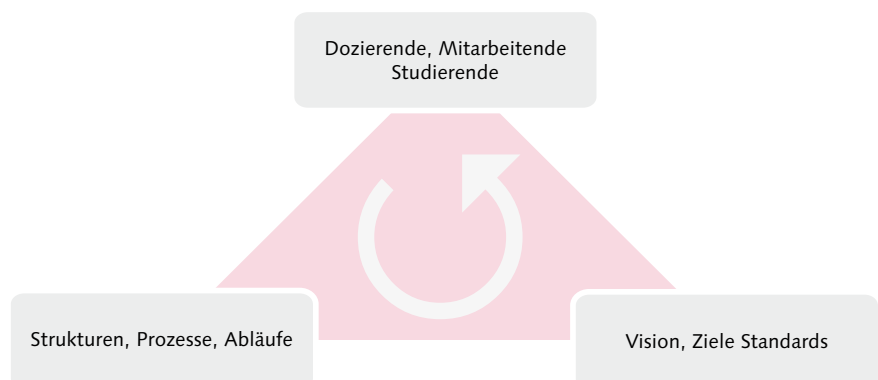 Dozierende, Mitarbeitende
Studierende
Strukturen, Prozesse, Abläufe
Vision, Ziele Standards